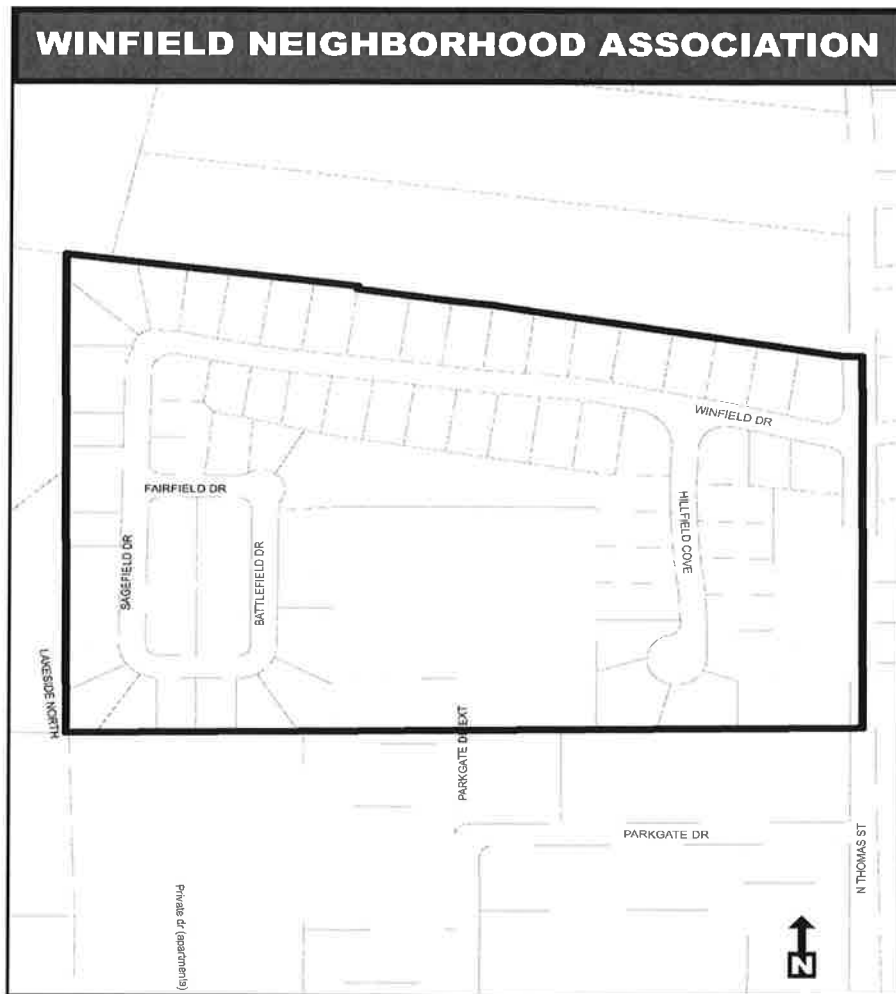 WINFIELD NEIGHBORHOOD ASSOCIATION
WINFIELD DR
FAIRFIELD DR
HILLFIELD COVE
SAGEFIELD DR
BATTLEFIELD DR
LAKESIDE NORTH
PARKGATE DR EXT
PARKGATE DR
N THOMAS ST
Private dr (apartments)
N